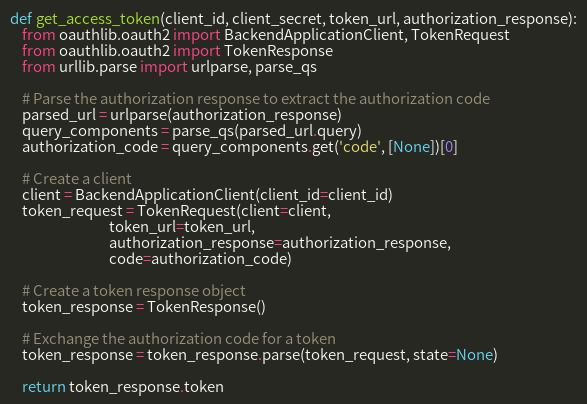 def get_access_token(client_id, client_secret, token_url, authorization_response):
from oauthlib.oauth2 import BackendApplicationClient, TokenRequest
from oauthlib.oauth2 import TokenResponse
from urllib.parse import urlparse, parse_qs
# Parse the authorization response to extract the authorization code
parsed_url = urlparse(authorization_response)
query_components = parse_qs(parsed_url.query)
authorization_code = query_components.get('code', [None])[0]
# Create a client
client = BackendApplicationClient(client_id=client_id)
token_request = TokenRequest(client=client,
token_url=token_url,
authorization_response=authorization_response,
code=authorization_code)
# Create a token response object
token_response = TokenResponse()
# Exchange the authorization code for a token
token_response = token_response.parse(token_request, state=None)
return token_response.token